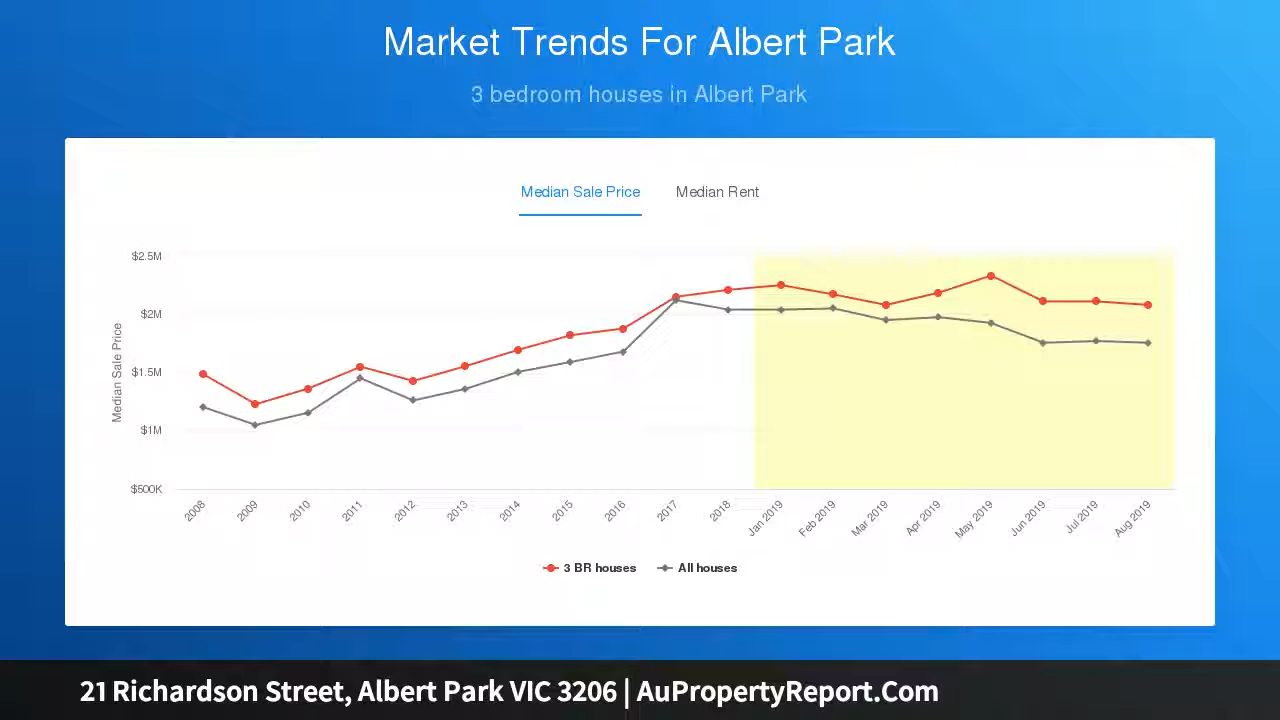 Market Trends For Albert Park
3 bedroom houses in Albert Park
Median Sale Price Median Rent
Median Sale Price
$2.5M
$2M
$1.5M
$1M
$500K
2008 2009 2010 2011 2012 2013 2014 2015 2016 2017 2018 Jan 2019 Feb 2019 Mar 2019 Apr 2019 May 2019 Jun 2019 Jul 2019 Aug 2019
3 BR houses All houses
21 Richardson Street, Albert Park VIC 3206 | AuPropertyReport.Com